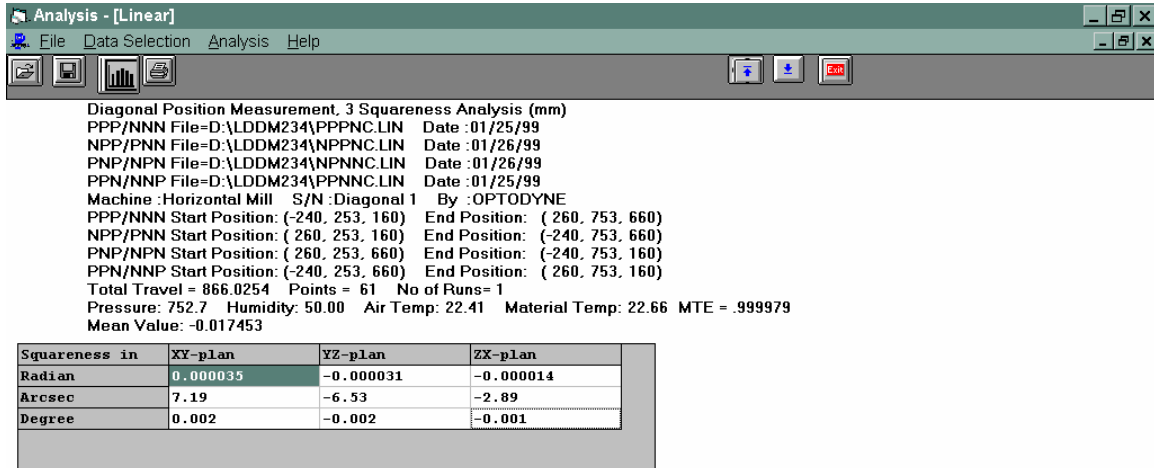 Analysis - [Linear]
File Data Selection Analysis Help
Exit
Diagonal Position Measurement, 3 Squareness Analysis (mm)
PPP/NNN File=D:\LDDM234\PPPNC.LIN Date :01/25/99
NPP/PNN File=D:\LDDM234\NPPNC.LIN Date :01/26/99
PNP/NPN File=D:\LDDM234\NPNNC.LIN Date :01/26/99
PPN/NNP File=D:\LDDM234\PPNNC.LIN Date :01/25/99
Machine :Horizontal Mill S/N :Diagonal 1 By :OPTODYNE
PPP/NNN Start Position: (-240, 253, 160) End Position: ( 260, 753, 660)
NPP/PNN Start Position: ( 260, 253, 160) End Position: (-240, 753, 660)
PNP/NPN Start Position: ( 260, 253, 660) End Position: (-240, 753, 160)
PPN/NNP Start Position: (-240, 253, 660) End Position: ( 260, 753, 160)
Total Travel = 866.0254 Points = 61 No of Runs= 1
Pressure: 752.7 Humidity: 50.00 Air Temp: 22.41 Material Temp: 22.66 MTE = .999979
Mean Value: -0.017453
Squareness in XY-plan YZ-plan ZX-plan
Radian 0.000035 -0.000031 -0.000014
Arcsec 7.19 -6.53 -2.89
Degree 0.002 -0.002 -0.001